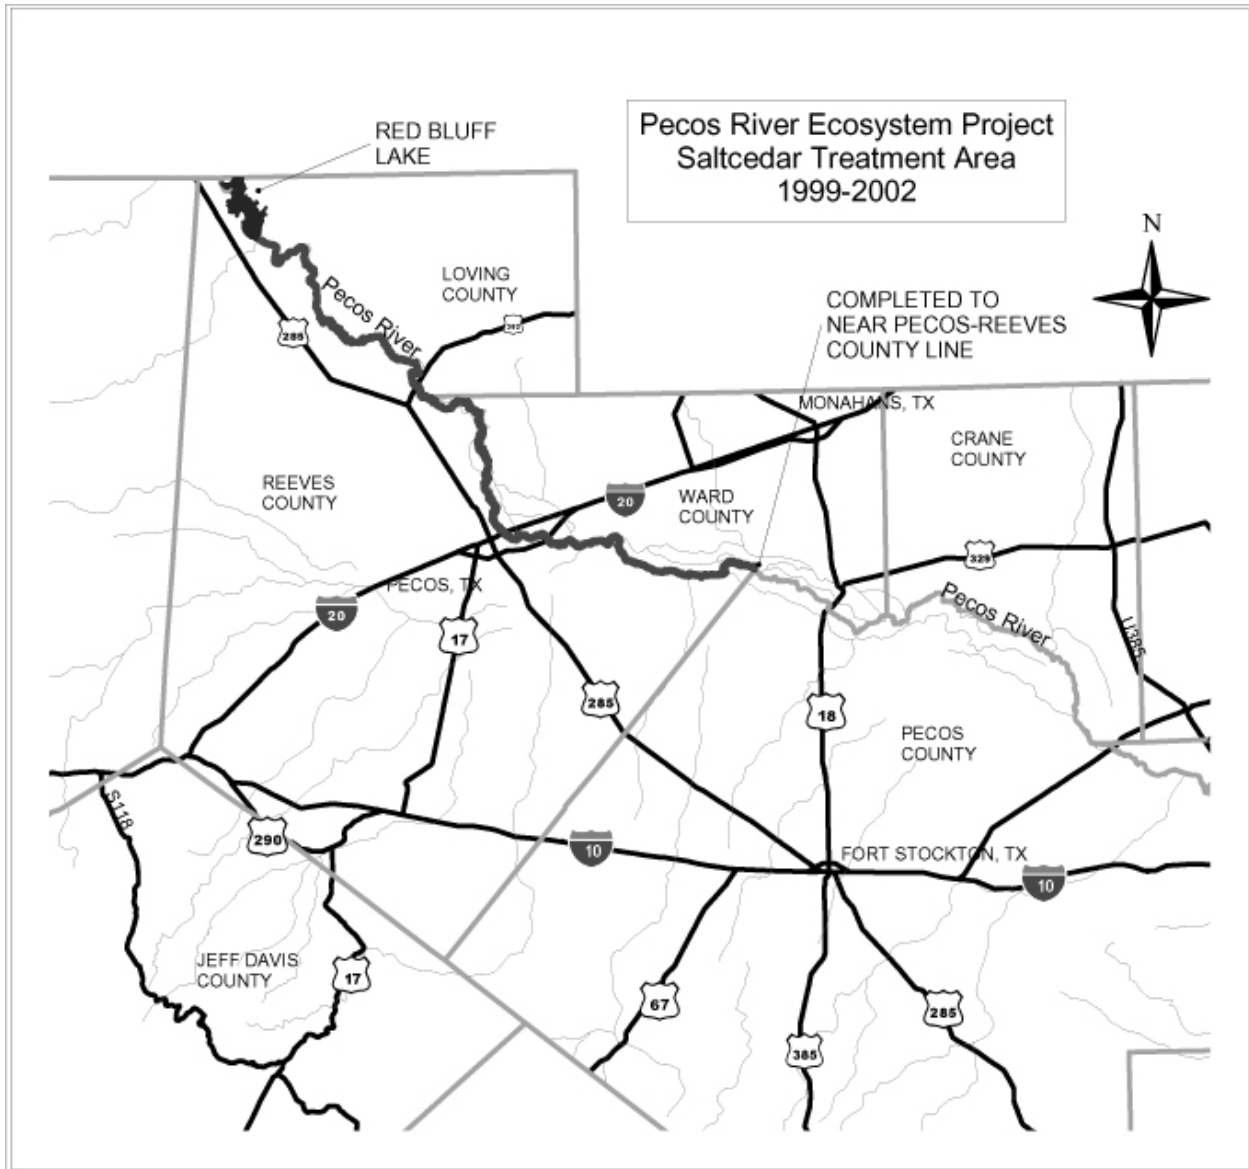 Pecos River Ecosystem Project
Saltcedar Treatment Area
1999-2002
RED BLUFF
LAKE
N
LOVING
COUNTY
Pecos River
COMPLETED TO
NEAR PECOS-REEVES
COUNTY LINE
285
MONAHANS, TX
CRANE
COUNTY
REEVES
COUNTY
20
WARD
COUNTY
329
PECOS, TX
Pecos River
20
17
U385
285
18
PECOS
COUNTY
S118
290
10
FORT STOCKTON, TX
10
JEFF DAVIS
COUNTY
17
67
285
385